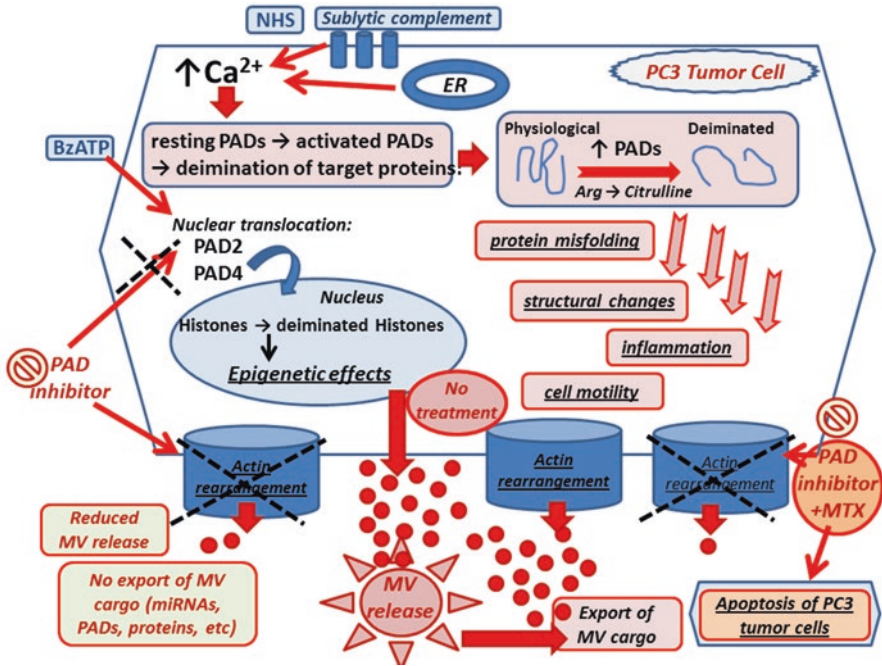 NHS
Sublytic complement
↑Ca²⁺
ER
PC3 Tumor Cell
BzATP
resting PADs → activated PADs
→ deimination of target proteins:
Physiological
Deiminated
↑ PADs
Arg → Citrulline
Nuclear translocation:
PAD2
PAD4
Nucleus
Histones → deiminated Histones
Epigenetic effects
protein misfolding
structural changes
inflammation
cell motility
PAD
inhibitor
No
treatment
Actin
rearrangement
Actin
rearrangement
Actin
rearrangement
PAD
inhibitor
+MTX
Reduced
MV release
No export of MV
cargo (miRNAs,
PADs, proteins, etc)
MV
release
Export of
MV cargo
Apoptosis of PC3
tumor cells